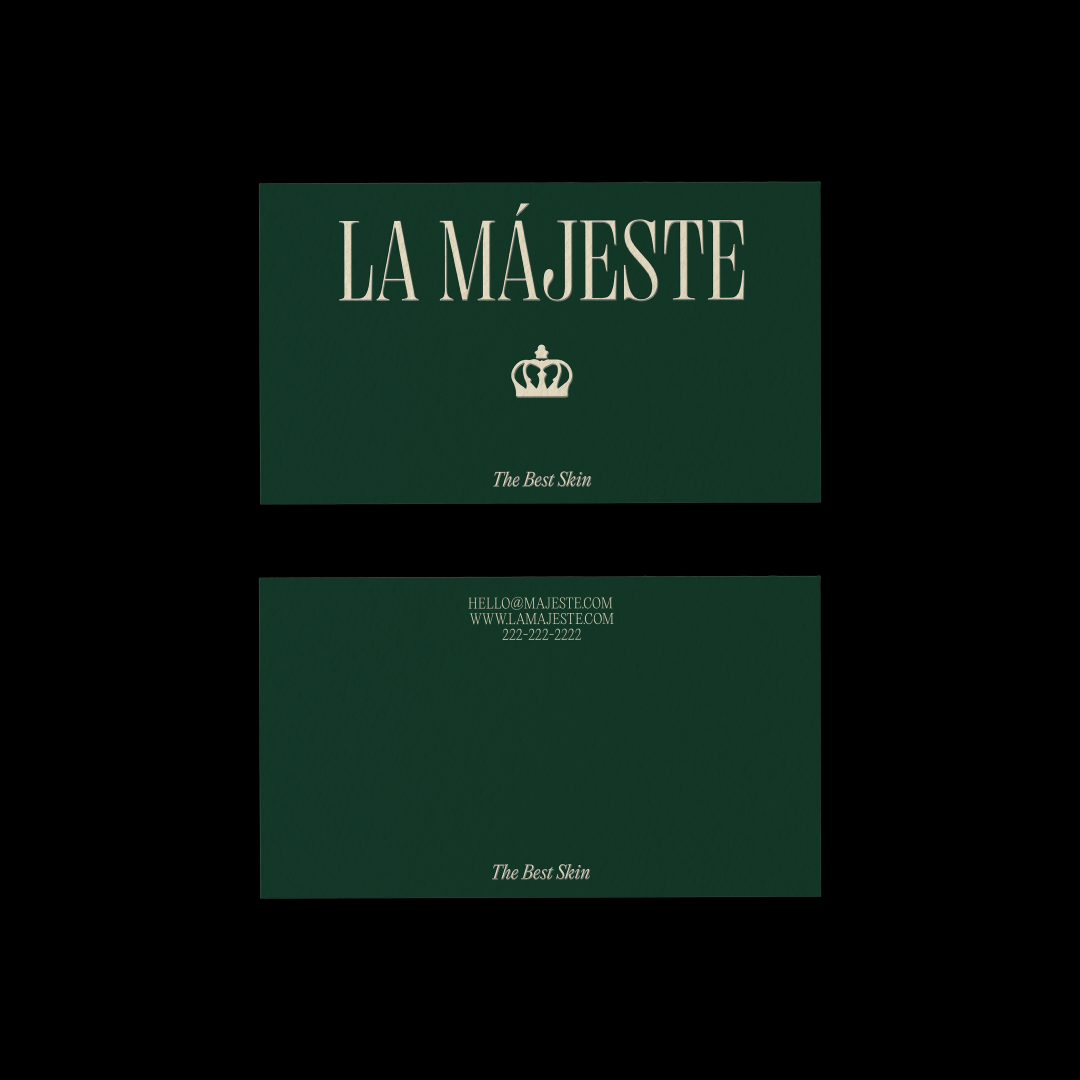 LA MÁJESTE
The Best Skin
HELLO@MAJESTE.COM
WWW.LAMAJESTE.COM
222-222-2222
The Best Skin